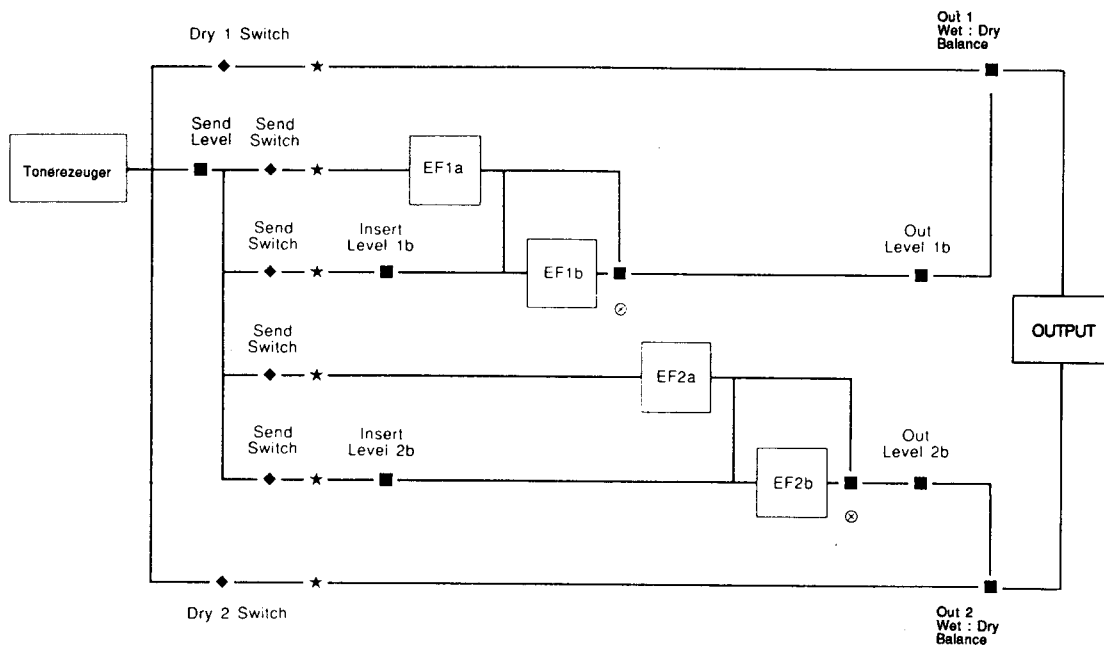 Out 1
Wet : Dry
Balance
Dry 1 Switch
Send
Level
Send
Switch
Tonerezeuger
EF1a
Send
Switch
Insert
Level 1b
Out
Level 1b
EF1b
OUTPUT
Send
Switch
EF2a
Send
Switch
Insert
Level 2b
Out
Level 2b
EF2b
Dry 2 Switch
Out 2
Wet : Dry
Balance